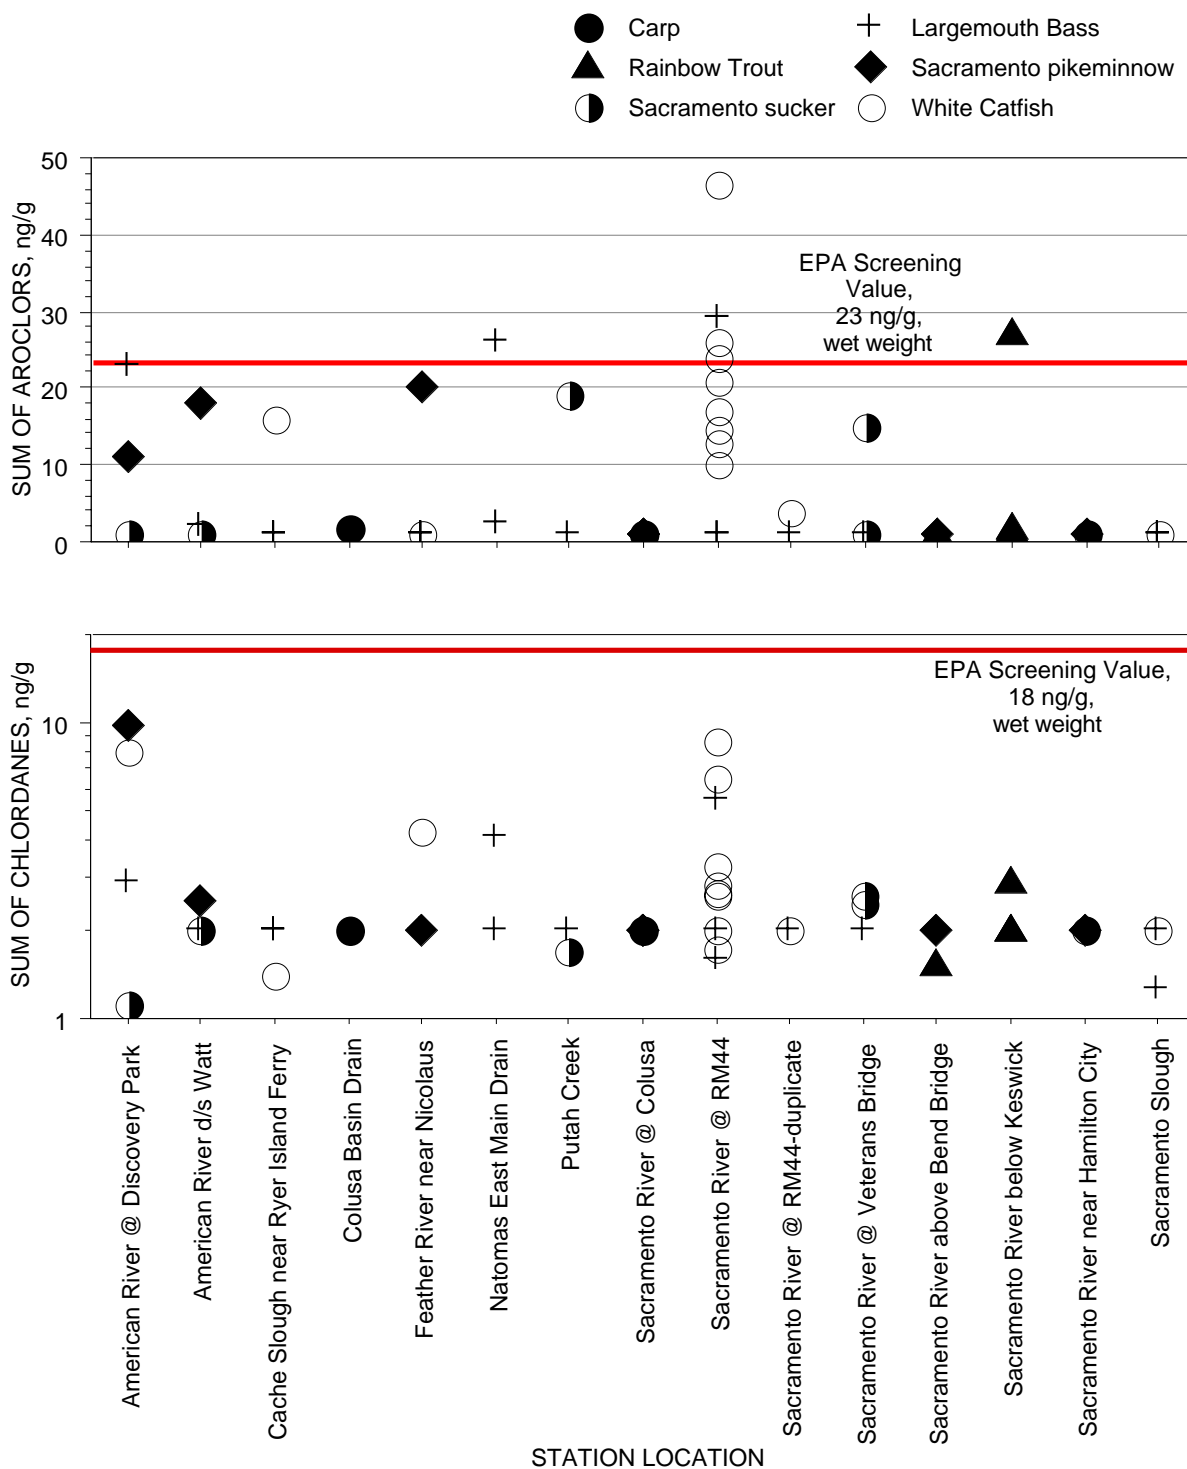 Carp
Rainbow Trout
Sacramento sucker
Largemouth Bass
Sacramento pikeminnow
White Catfish
SUM OF AROCLORS, ng/g
50
40
30
20
10
0
EPA Screening
Value,
23 ng/g,
wet weight
SUM OF CHLORDANES, ng/g
10
1
EPA Screening Value,
18 ng/g,
wet weight
American River @ Discovery Park
American River d/s Watt
Cache Slough near Ryer Island Ferry
Colusa Basin Drain
Feather River near Nicolaus
Natomas East Main Drain
Putah Creek
Sacramento River @ Colusa
Sacramento River @ RM44
Sacramento River @ RM44-duplicate
Sacramento River @ Veterans Bridge
Sacramento River above Bend Bridge
Sacramento River below Keswick
Sacramento River near Hamilton City
Sacramento Slough
STATION LOCATION